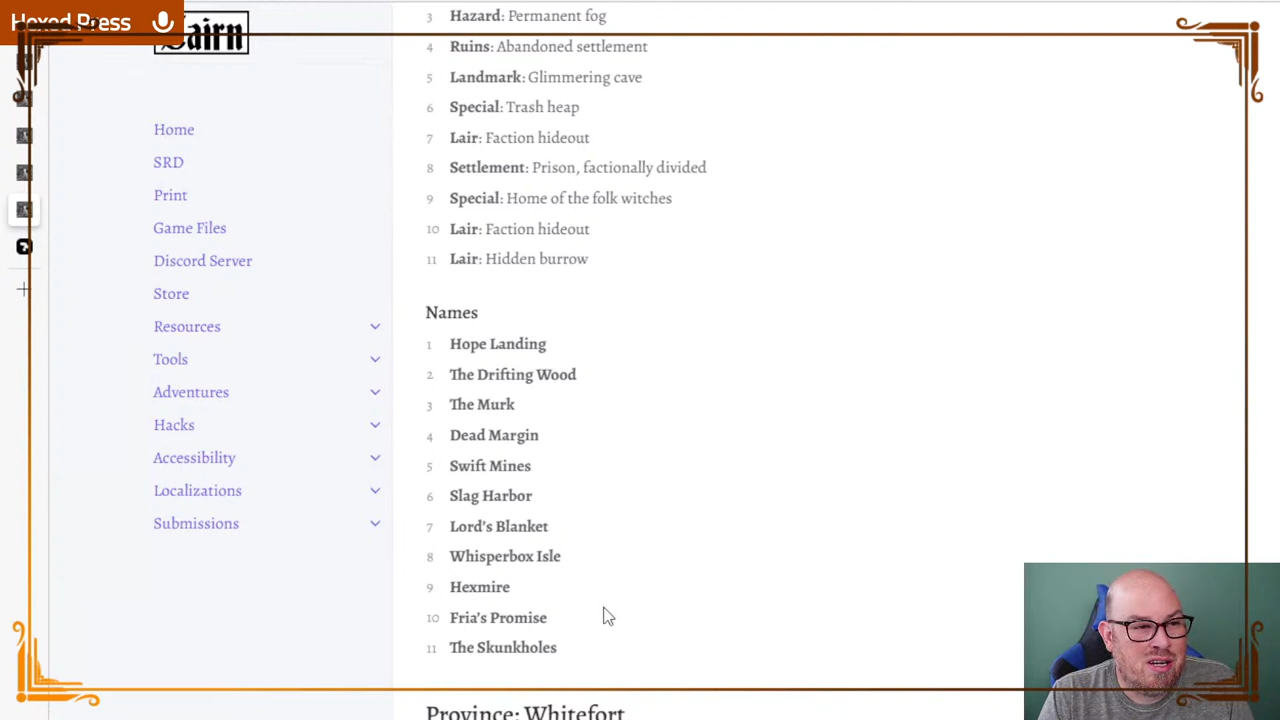 Hexed Press
Cairn
Home
SRD
Print
Game Files
Discord Server
Store
Resources
Tools
Adventures
Hacks
Accessibility
Localizations
Submissions
3 Hazard: Permanent fog
4 Ruins: Abandoned settlement
5 Landmark: Glimmering cave
6 Special: Trash heap
7 Lair: Faction hideout
8 Settlement: Prison, factionally divided
9 Special: Home of the folk witches
10 Lair: Faction hideout
11 Lair: Hidden burrow
Names
1 Hope Landing
2 The Drifting Wood
3 The Murk
4 Dead Margin
5 Swift Mines
6 Slag Harbor
7 Lord's Blanket
8 Whisperbox Isle
9 Hexmire
10 Fria's Promise
11 The Skunkholes
Province: Whitefort